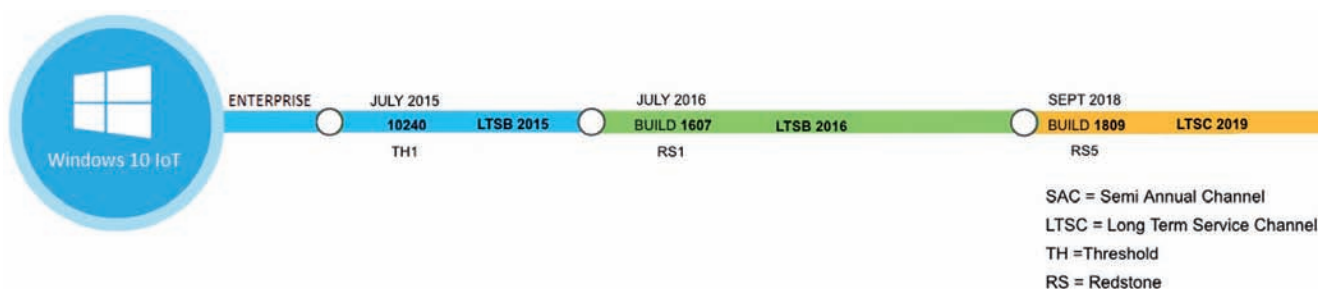 Windows 10 IoT
ENTERPRISE
JULY 2015
10240 LTSB 2015
TH1
JULY 2016
BUILD 1607 LTSB 2016
RS1
SEPT 2018
BUILD 1809 LTSC 2019
RS5
SAC = Semi Annual Channel
LTSC = Long Term Service Channel
TH =Threshold
RS = Redstone